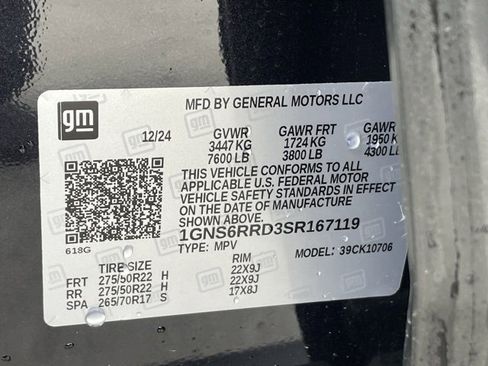 gm
MFD BY GENERAL MOTORS LLC
12/24 GVWR GAWR FRT GAWR
3447 KG 1724 KG 1950 K
7600 LB 3800 LB 4300 LB
THIS VEHICLE CONFORMS TO ALL
APPLICABLE U.S. FEDERAL MOTOR
VEHICLE SAFETY STANDARDS IN EFFECT
ON THE DATE OF MANUFACTURE
SHOWN ABOVE.
1GNS6RRD3SR167119
618G TYPE: MPV MODEL: 39CK10706
TIRE SIZE RIM
FRT 275/50R22 H 22X9J
RR 275/50R22 H 22X9J
SPA 265/70R17 S 17X8J